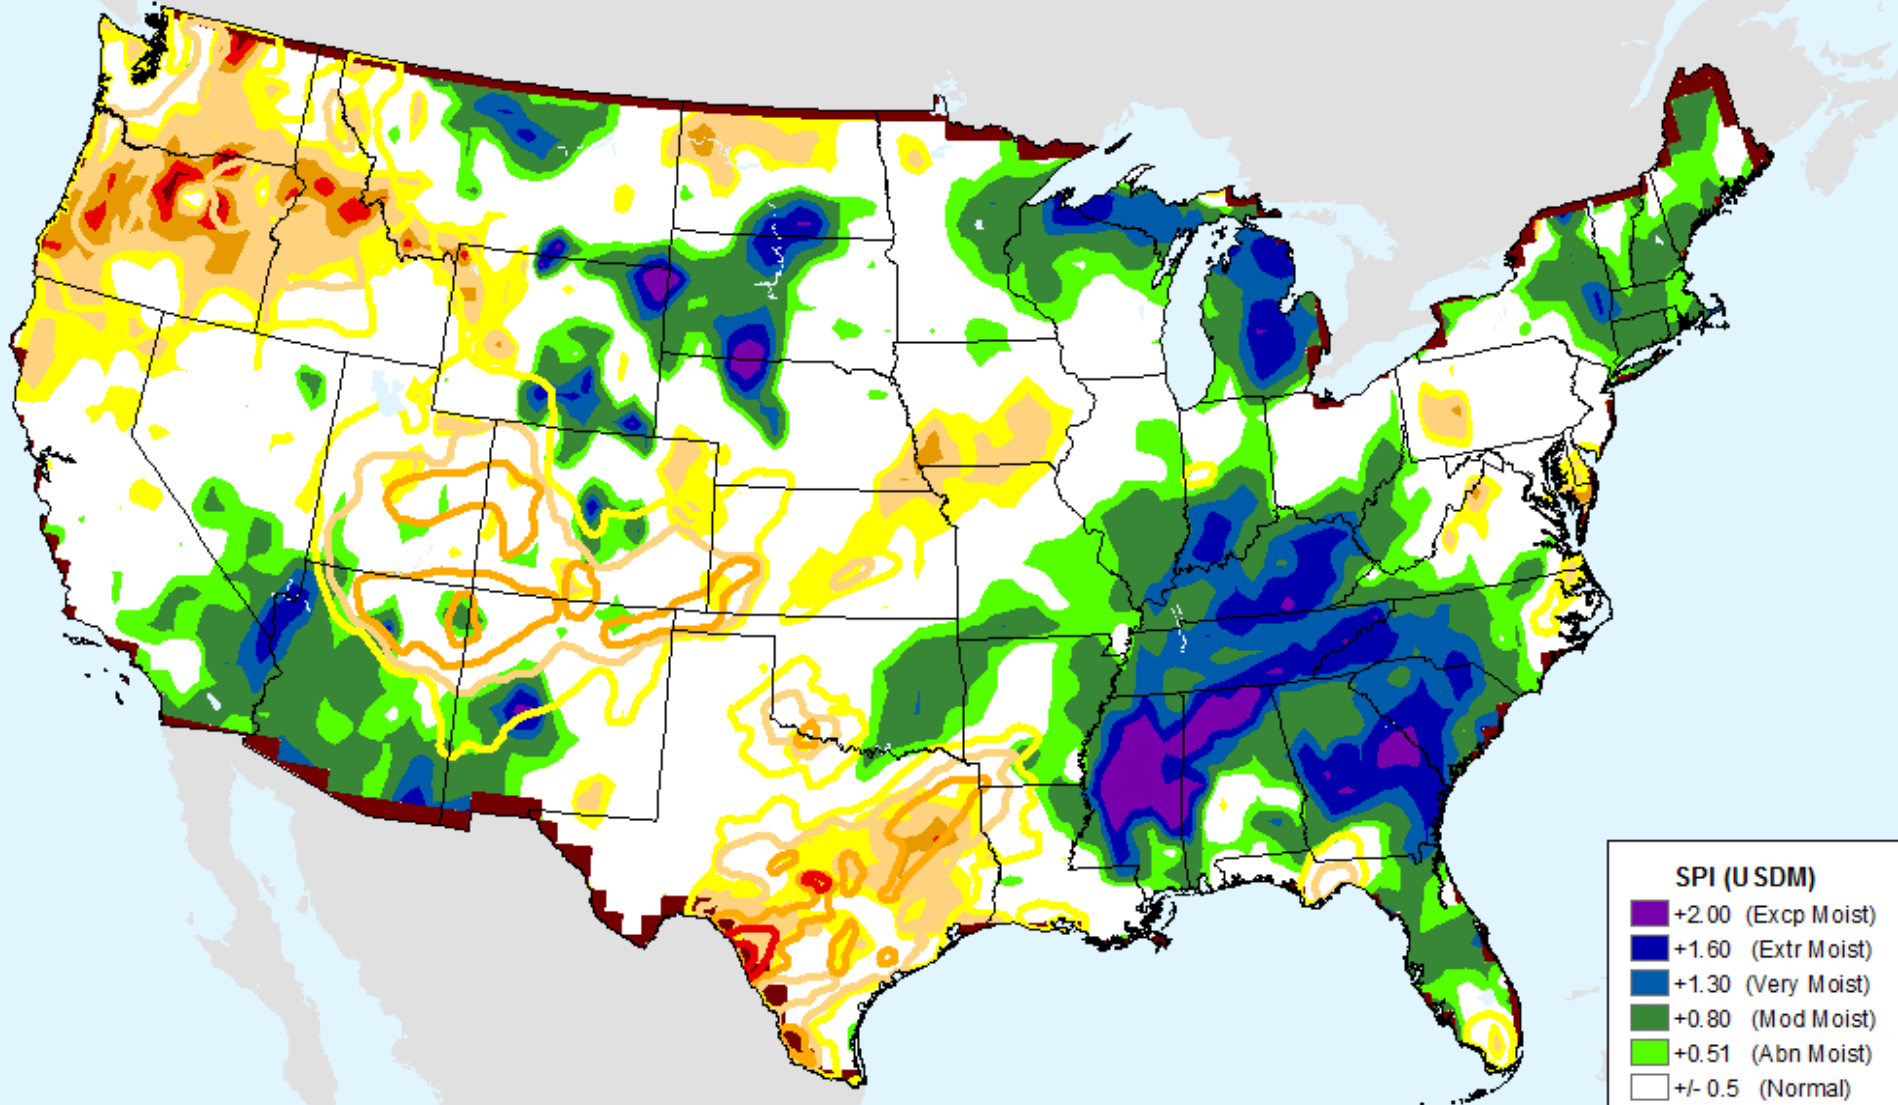 SPI (USDM)
+2.00 (Excp Moist)
+1.60 (Extr Moist)
+1.30 (Very Moist)
+0.80 (Mod Moist)
+0.51 (Abn Moist)
+/- 0.5 (Normal)